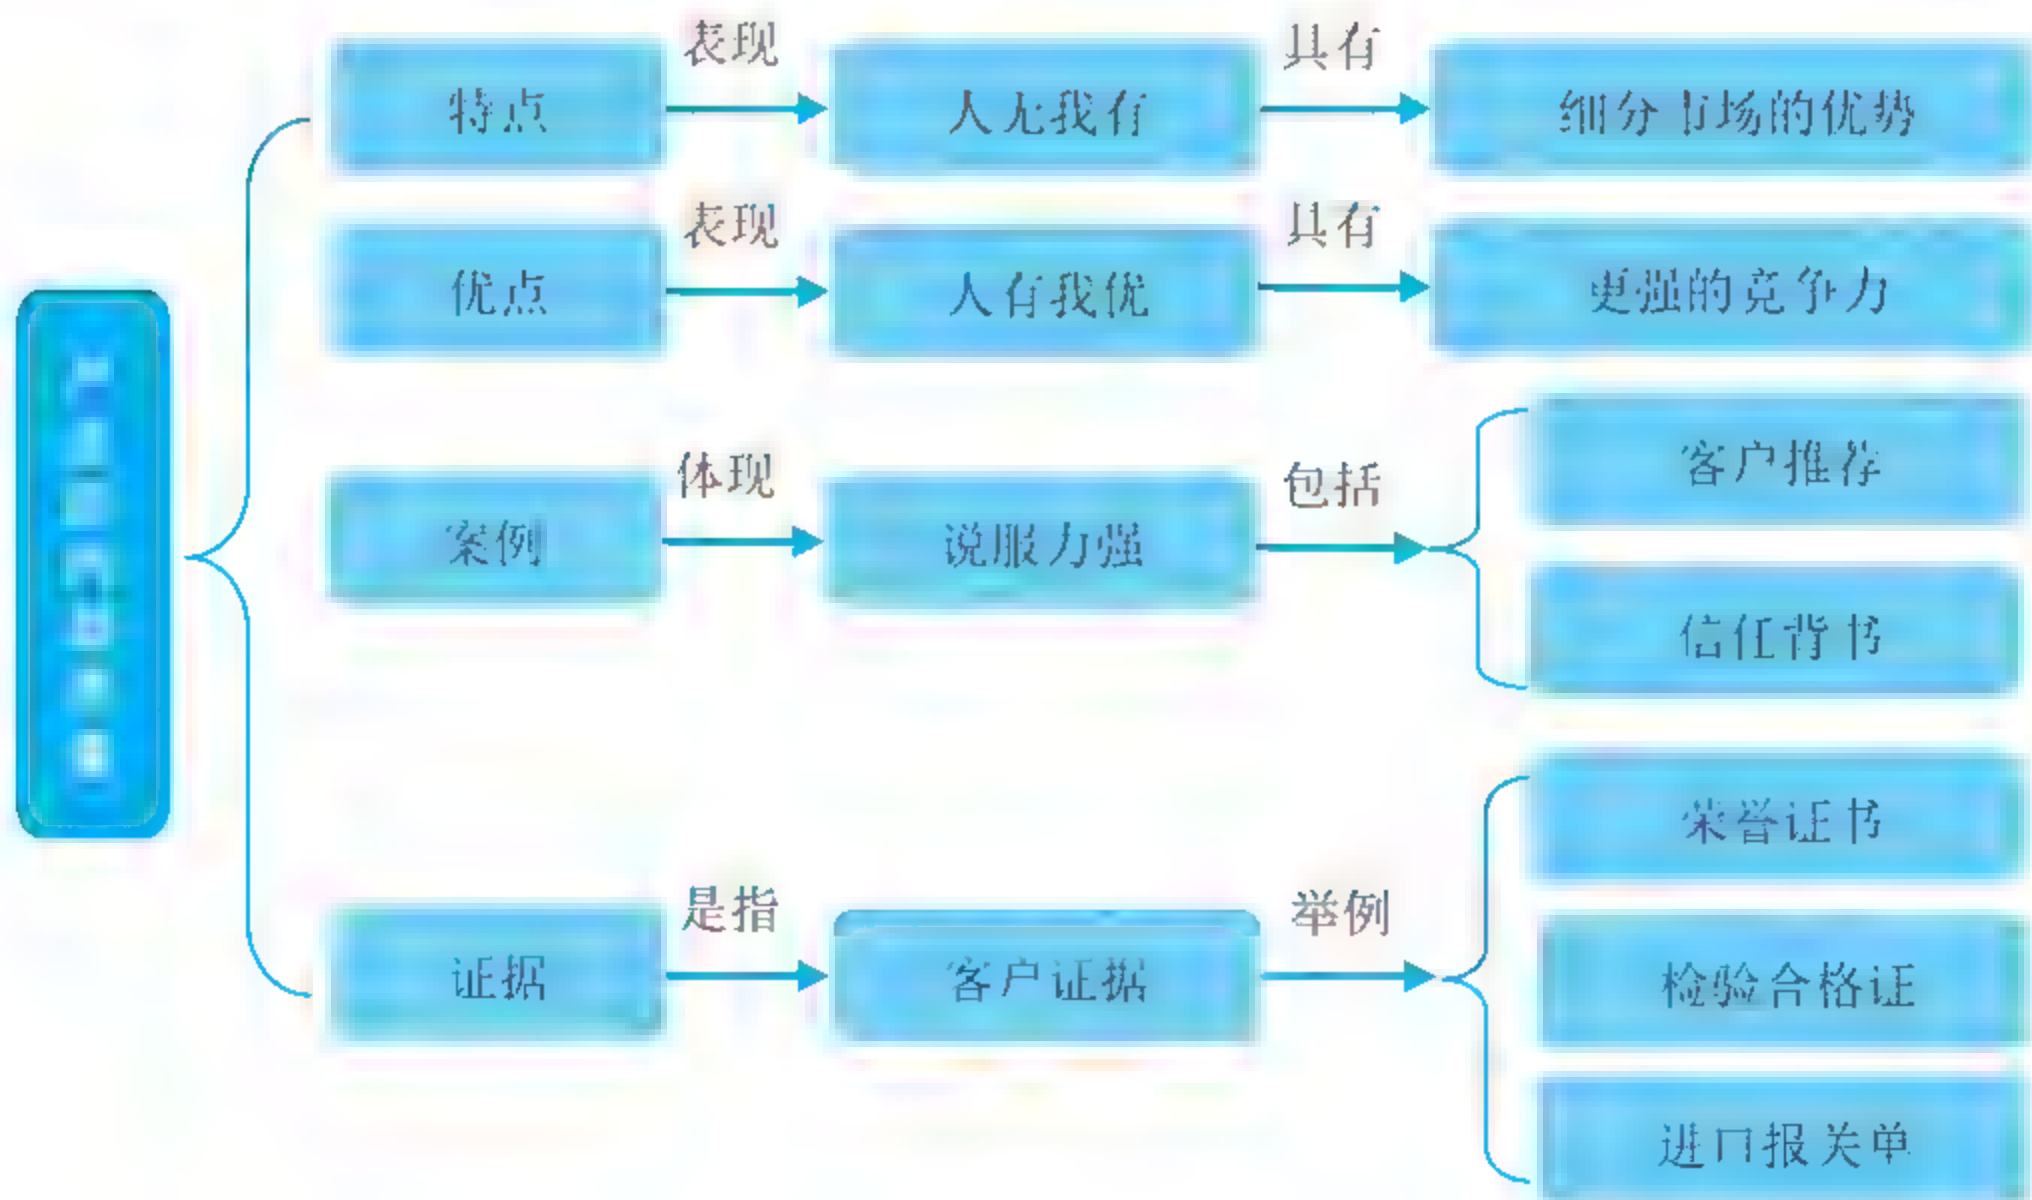 特点 表现 人无我有 具有 细分市场的优势
优点 表现 人有我优 具有 更强的竞争力
案例 体现 说服力强 包括 客户推荐
信任背书
证据 是指 客户证据 举例 荣誉证书
检验合格证
进口报关单